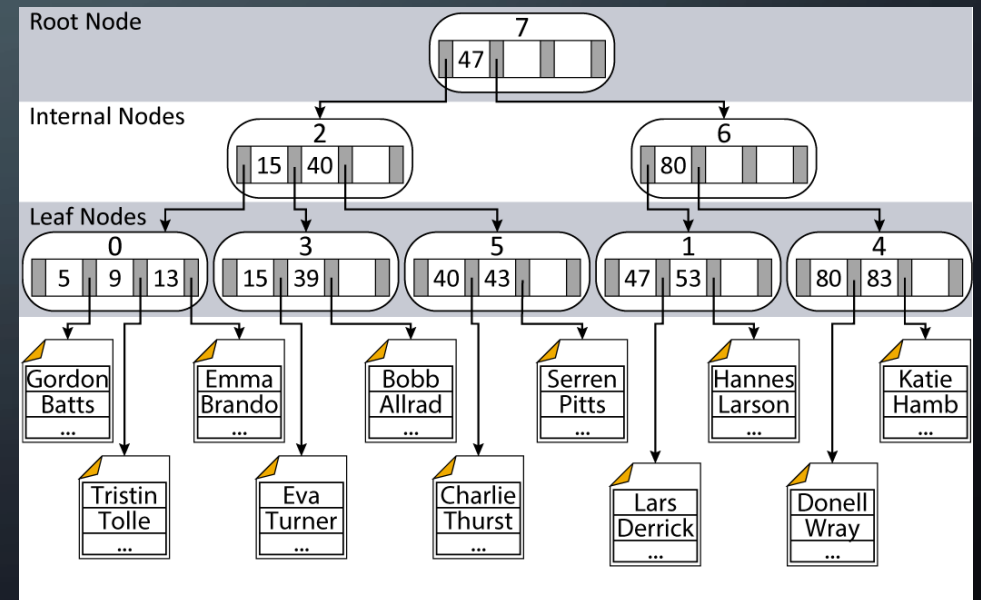 Root Node
7
47
Internal Nodes
2
6
15 40
80
Leaf Nodes
0
3
5
1
4
5 9 13
15 39
40 43
47 53
80 83
Gordon
Batts
...
Emma
Brando
...
Bobb
Allrad
...
Serren
Pitts
...
Hannes
Larson
...
Katie
Hamb
...
Tristin
Tolle
...
Eva
Turner
...
Charlie
Thurst
...
Lars
Derrick
...
Donell
Wray
...